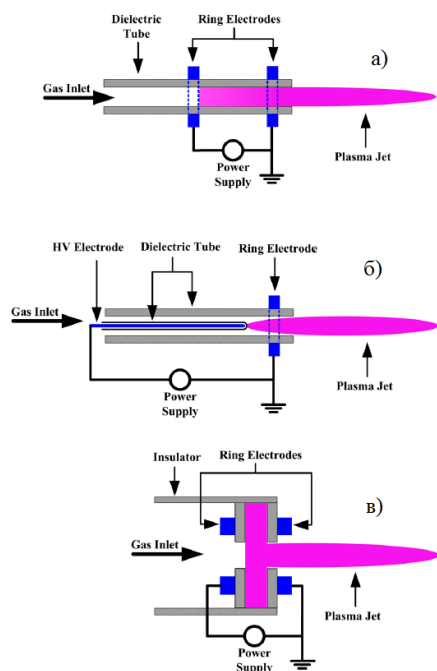 Dielectric
Tube
Ring Electrodes
а)
Gas Inlet
Power
Supply
Plasma Jet
HV Electrode
Dielectric Tube
Ring Electrode
б)
Gas Inlet
Power
Supply
Plasma Jet
Insulator
Ring
Electrodes
в)
Gas Inlet
Plasma Jet
Power
Supply